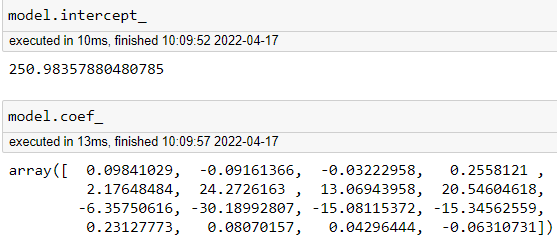 model.intercept_
executed in 10ms, finished 10:09:52 2022-04-17
250.98357880480785
model.coef_
executed in 13ms, finished 10:09:57 2022-04-17
array([  0.09841029,  -0.09161366,  -0.03222958,   0.2558121 ,
         2.17648484,  24.2726163 ,  13.06943958,  20.54604618,
        -6.35750616, -30.18992807, -15.08115372, -15.34562559,
         0.23127773,   0.08070157,   0.04296444,  -0.06310731])